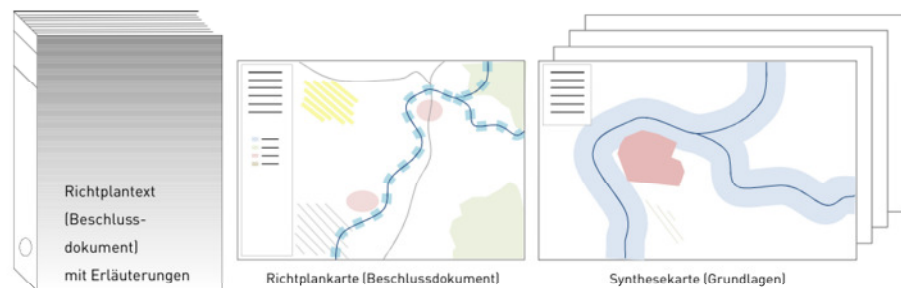 Richtplantext
(Beschluss-
dokument)
mit Erläuterungen
Richtplankarte (Beschlussdokument)
Synthesekarte (Grundlagen)